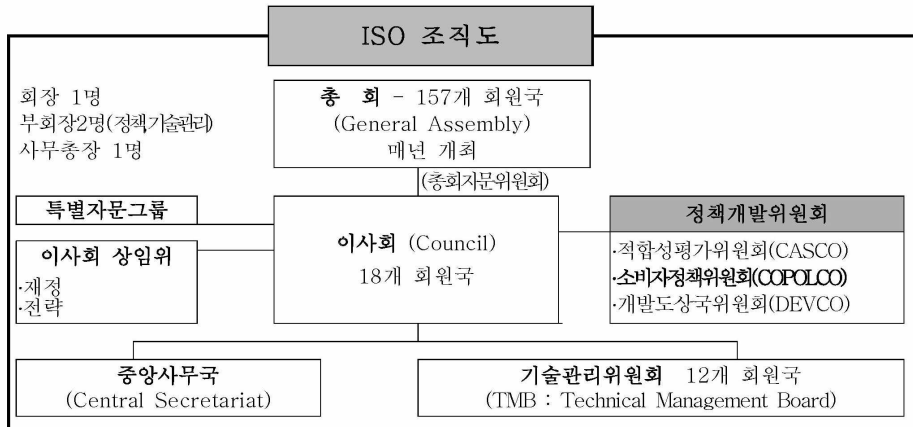 ISO 조직도
회장 1명
부회장2명(정책,기술관리)
사무총장 1명
총 회 - 157개 회원국
(General Assembly)
매년 개최
(총회자문위원회)
특별자문그룹
이사회 상임위
·재정
·전략
이사회 (Council)
18개 회원국
정책개발위원회
·적합성평가위원회(CASCO)
·소비자정책위원회(COPOLCO)
·개발도상국위원회(DEVCO)
중앙사무국
(Central Secretariat)
기술관리위원회 12개 회원국
(TMB : Technical Management Board)